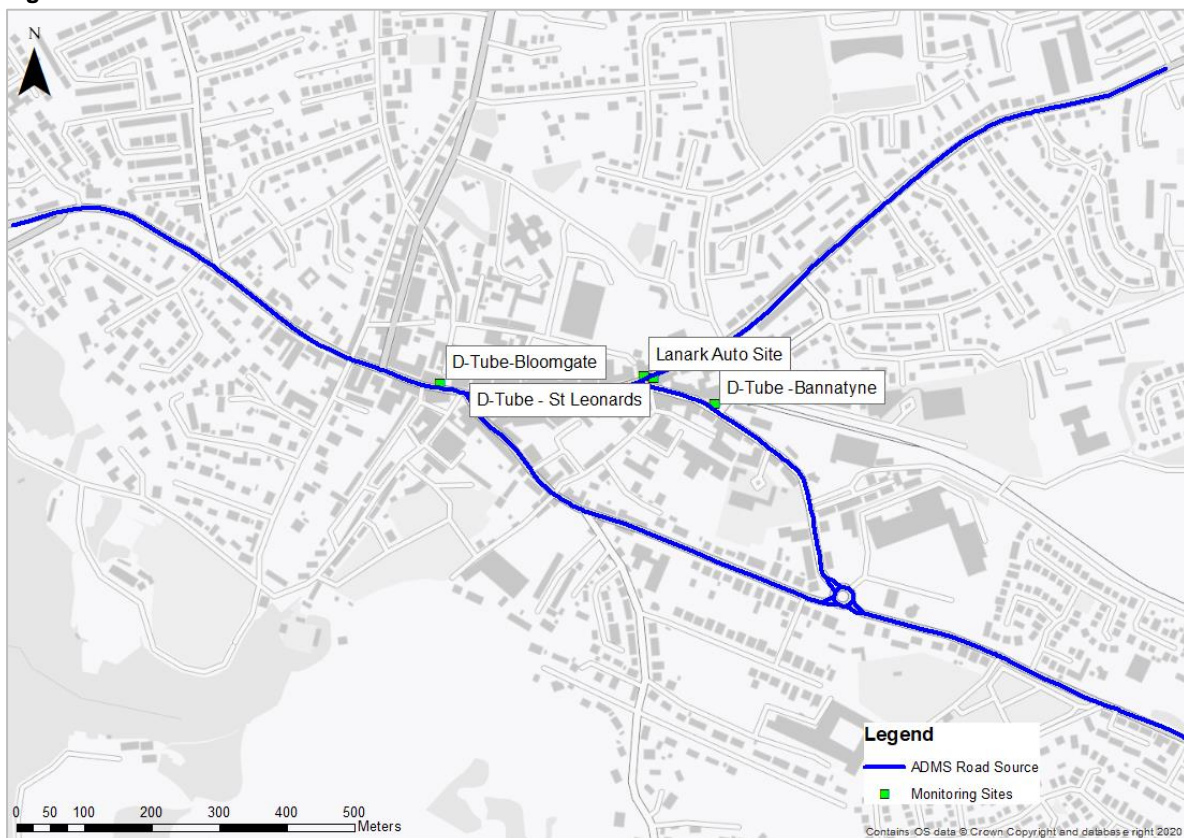 N
D-Tube-Bloomgate
Lanark Auto Site
D-Tube - St Leonards
D-Tube -Bannatyne
Legend
ADMS Road Source
Monitoring Sites
0 50 100 200 300 400 500
Meters
Contains OS data © Crown Copyright and database right 2020